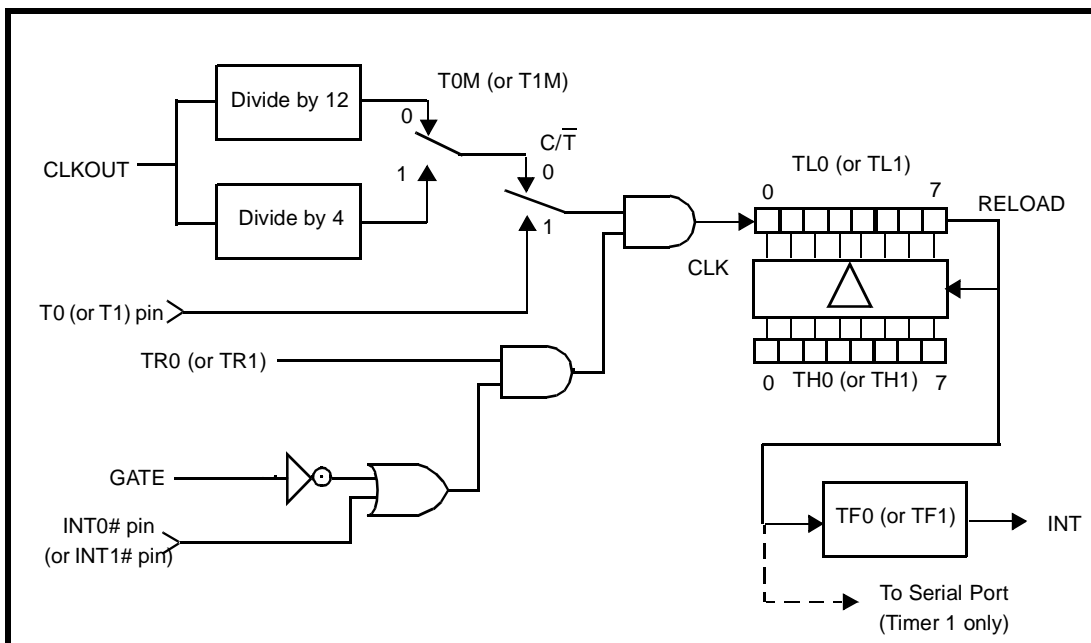 T0M (or T1M)
Divide by 12
0
C/T̅
CLKOUT
0
1
Divide by 4
1
TL0 (or TL1)
0 7
RELOAD
CLK
T0 (or T1) pin
TR0 (or TR1)
0 TH0 (or TH1) 7
GATE
INT0# pin
(or INT1# pin)
TF0 (or TF1)
INT
To Serial Port
(Timer 1 only)